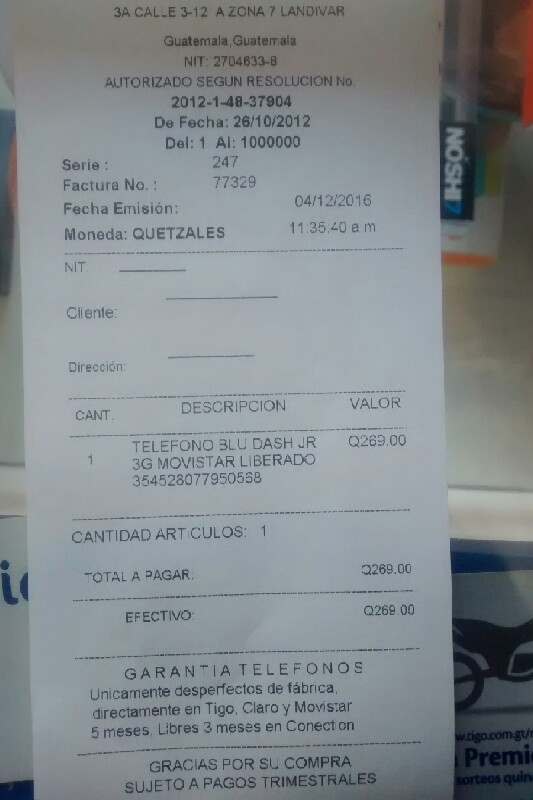 3A CALLE 3-12 A ZONA 7 LANDIVAR
Guatemala,Guatemala
NIT: 2704633-8
AUTORIZADO SEGUN RESOLUCION No.
2012-1-48-37904
De Fecha: 26/10/2012
Del: 1 Al: 1000000
Serie : 247
Factura No. : 77329
Fecha Emisión: 04/12/2016
Moneda: QUETZALES 11:35:40 a m
NIT
Cliente:
Dirección:
CANT. DESCRIPCION VALOR
1 TELEFONO BLU DASH JR Q269.00
3G MOVISTAR LIBERADO
354528077950568
CANTIDAD ARTICULOS: 1
TOTAL A PAGAR: Q269.00
EFECTIVO: Q269.00
GARANTIA TELEFONOS
Unicamente desperfectos de fábrica,
directamente en Tigo, Claro y Movistar
5 meses, Libres 3 meses en Conection
GRACIAS POR SU COMPRA
SUJETO A PAGOS TRIMESTRALES
NÓSHI7
w.tigo.com.gt/
Premi
sorteos quin